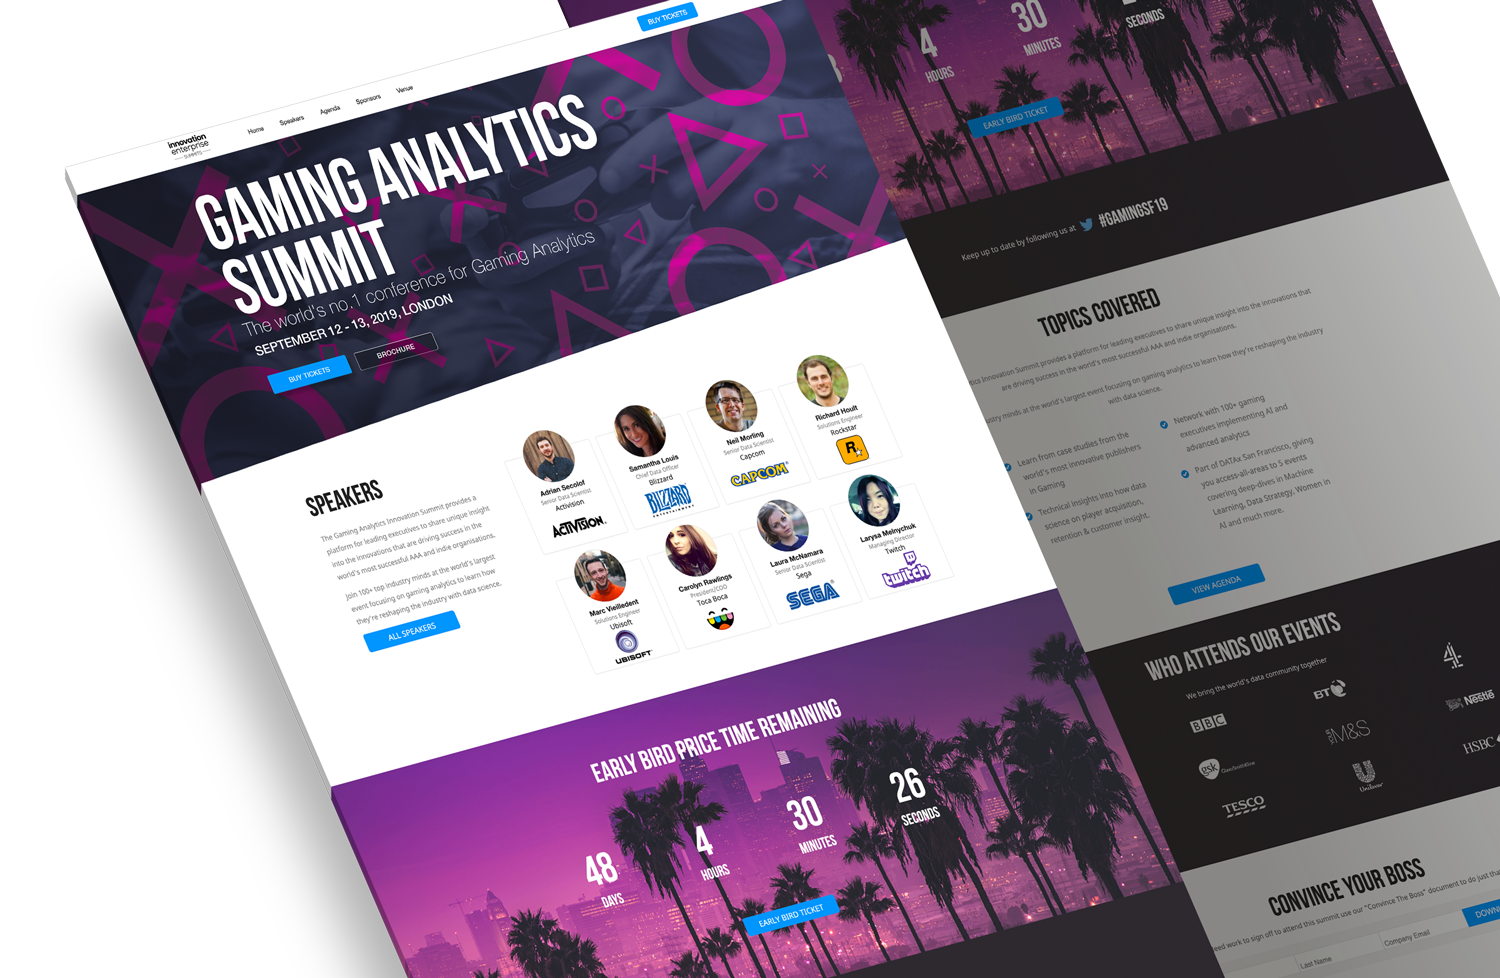 BUY TICKETS
innovation
enterprise
SUMMITS
Home
Speakers
Agenda
Sponsors
Venue
GAMING ANALYTICS
SUMMIT
The world's no.1 conference for Gaming Analytics
SEPTEMBER 12 - 13, 2019, LONDON
BUY TICKETS
BROCHURE
SPEAKERS
The Gaming Analytics Innovation Summit provides a
platform for leading executives to share unique insight
into the innovations that are driving success in the
world's most successful AAA and indie organisations.
Join 100+ top industry minds at the world's largest
event focusing on gaming analytics to learn how
they're reshaping the industry with data science.
ALL SPEAKERS
Adrian Secolof
Senior Data Scientist
Activision
ACTIVISION
Samantha Louis
Chief Data Officer
Blizzard
BLIZZARD
ENTERTAINMENT
Neil Morling
Senior Data Scientist
Capcom
CAPCOM
Richard Hoult
Solutions Engineer
Rockstar
R
Marc Vieilledent
Solutions Engineer
Ubisoft
UBISOFT
Carolyn Rawlings
President/COO
Toca Boca
Laura McNamara
Senior Data Scientist
Sega
SEGA
Larysa Melnychuk
Managing Director
Twitch
twitch
EARLY BIRD PRICE TIME REMAINING
48
DAYS
4
HOURS
30
MINUTES
26
SECONDS
EARLY BIRD TICKET
4
HOURS
30
MINUTES
SECONDS
EARLY BIRD TICKET
Keep up to date by following us at #GAMINGSF19
TOPICS COVERED
Innovation Summit provides a platform for leading executives to share unique insight into the innovations that
are driving success in the world's most successful AAA and indie organisations.
minds at the world's largest event focusing on gaming analytics to learn how they're reshaping the industry
with data science.
Learn from case studies from the
world's most innovative publishers
in Gaming
Technical insights into how data
science on player acquisition,
retention & customer insight.
Network with 100+ gaming
executives implementing AI and
advanced analytics
Part of DATAx San Francisco, giving
you access-all-areas to 5 events
covering deep-dives in Machine
Learning, Data Strategy, Women in
AI and much more.
VIEW AGENDA
WHO ATTENDS OUR EVENTS
We bring the world's data community together
BBC
BT
4
gsk GlaxoSmithKline
M&S
Nestle
TESCO
Unilever
HSBC
CONVINCE YOUR BOSS
need work to sign off to attend this summit use our "Convince The Boss" document to do just
Last Name
Company Email